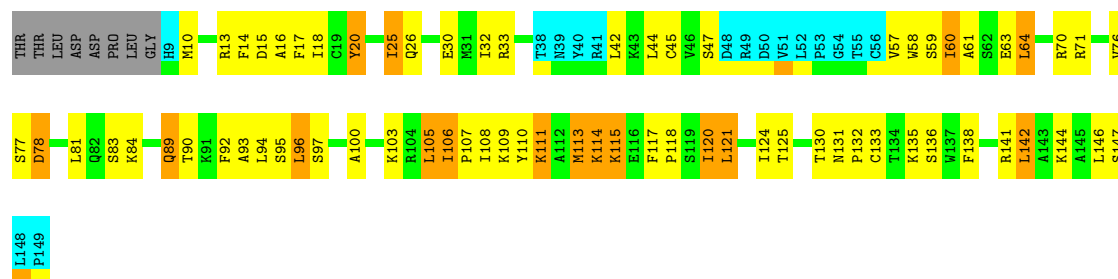 THR THR LEU ASP ASP PRO LEU GLY H9 M10 R13 F14 D15 A16 F17 I18 C19 Y20 I25 Q26 E30 M31 I32 R33 T38 N39 Y40 R41 L42 K43 L44 C45 V46 S47 D48 R49 D50 V51 L52 P53 G54 T55 C56 V57 W58 S59 I60 A61 S62 E63 L64 R70 R71 V76
S77 D78 L81 Q82 S83 K84 Q89 T90 K91 F92 A93 L94 S95 L96 S97 A100 K103 R104 L105 I106 P107 I108 K109 Y110 K111 A112 M113 K114 K115 E116 F117 P118 S119 I120 L121 I124 T125 T130 N131 P132 C133 T134 K135 S136 W137 F138 R141 L142 A143 K144 A145 L146 S147
L148 P149